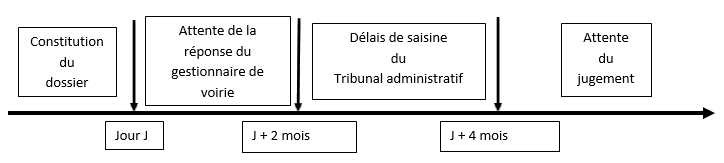 Constitution
du
dossier
Attente de la
réponse du
gestionnaire de
voirie
Délais de saisine
du
Tribunal administratif
Attente
du
jugement
Jour J
J + 2 mois
J + 4 mois